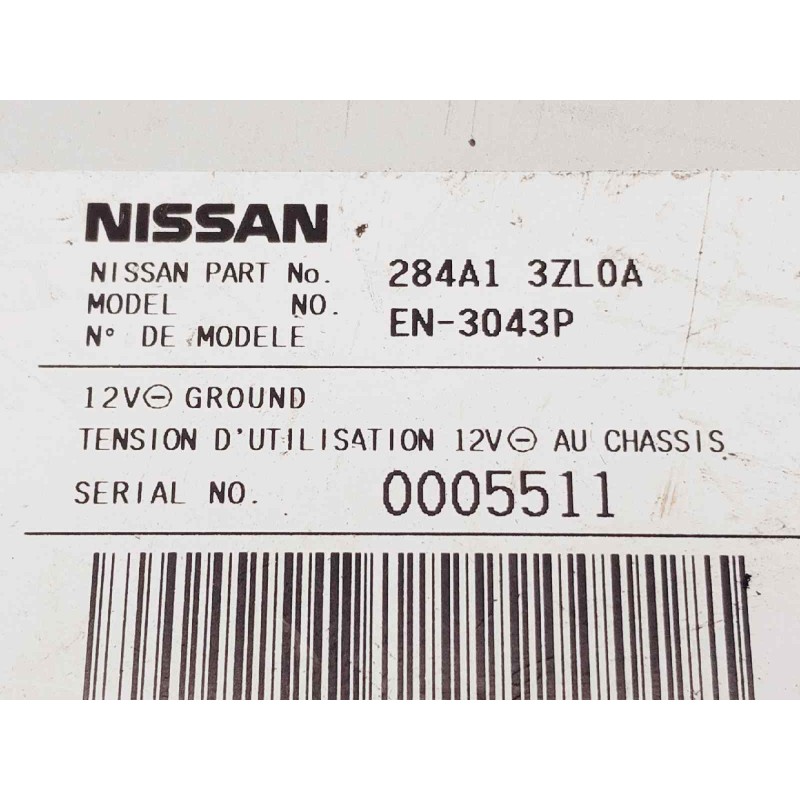 NISSAN
NISSAN PART No. 284A1 3ZL0A
MODEL NO. EN-3043P
N° DE MODELE
12V⊖ GROUND
TENSION D'UTILISATION 12V⊖ AU CHASSIS
SERIAL NO. 0005511